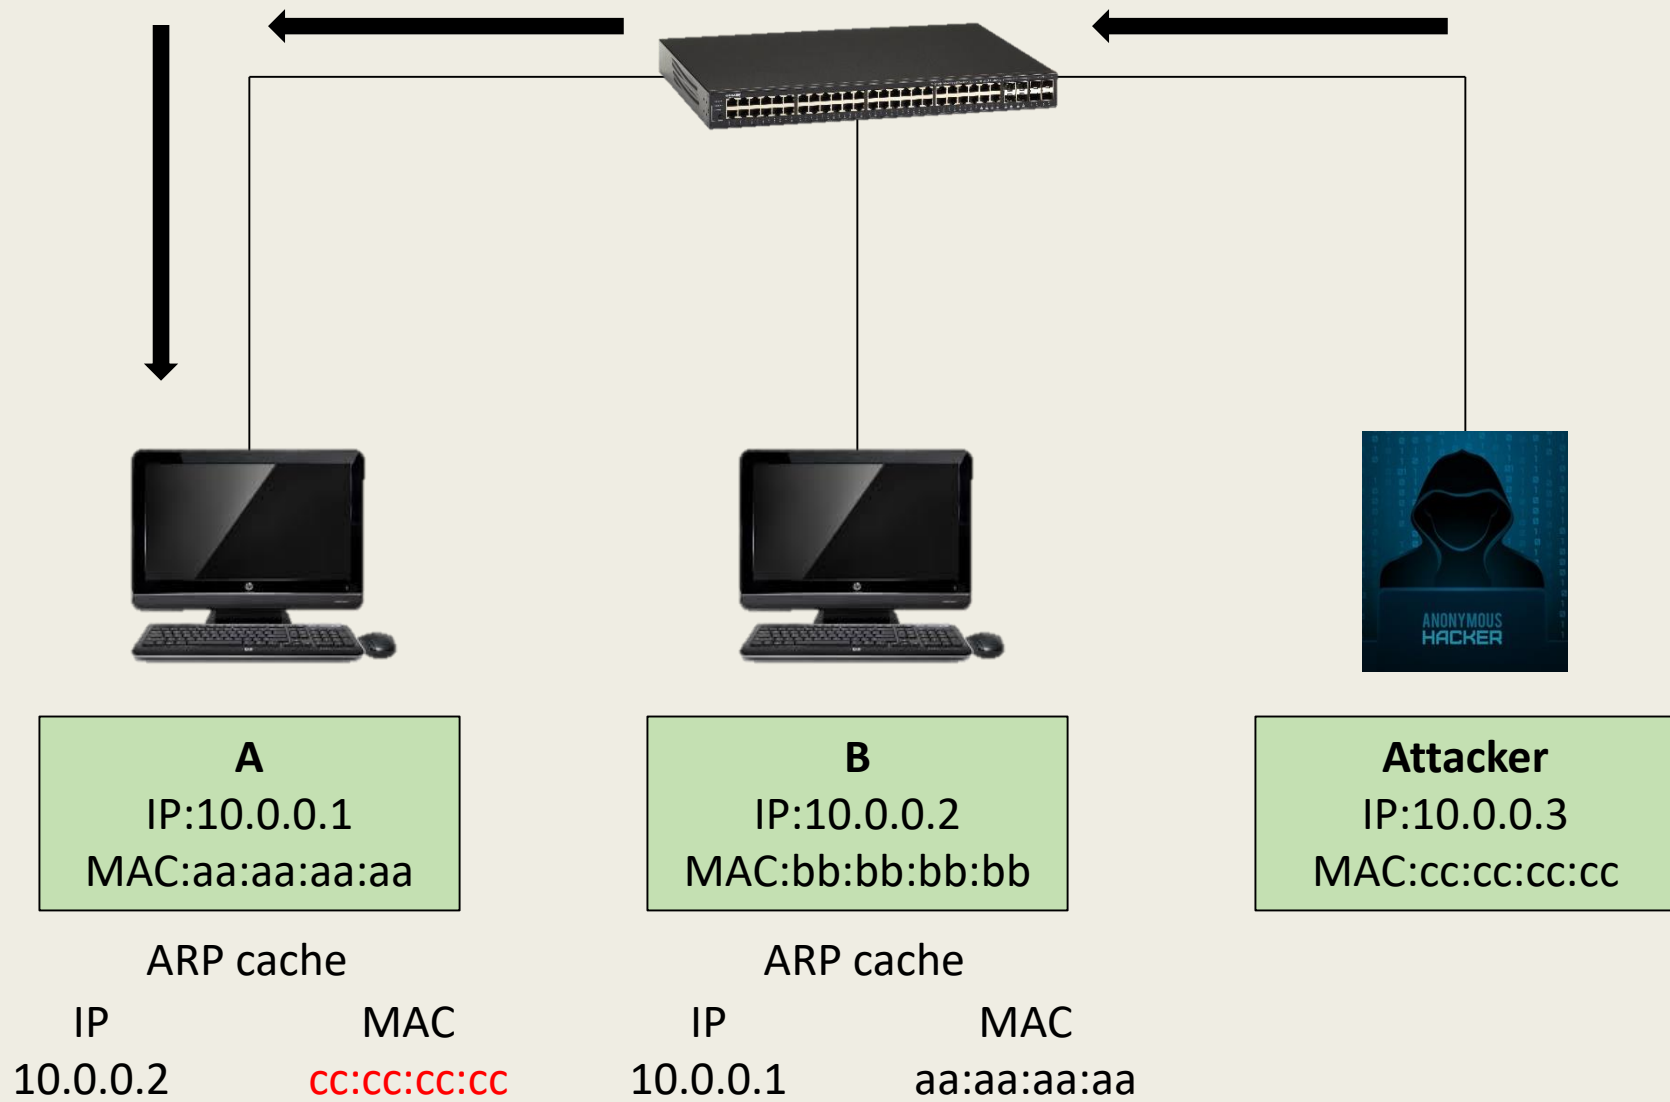 ANONYMOUS
HACKER
A
IP:10.0.0.1
MAC:aa:aa:aa:aa
B
IP:10.0.0.2
MAC:bb:bb:bb:bb
Attacker
IP:10.0.0.3
MAC:cc:cc:cc:cc
ARP cache
IP MAC
10.0.0.2 cc:cc:cc:cc
ARP cache
IP MAC
10.0.0.1 aa:aa:aa:aa